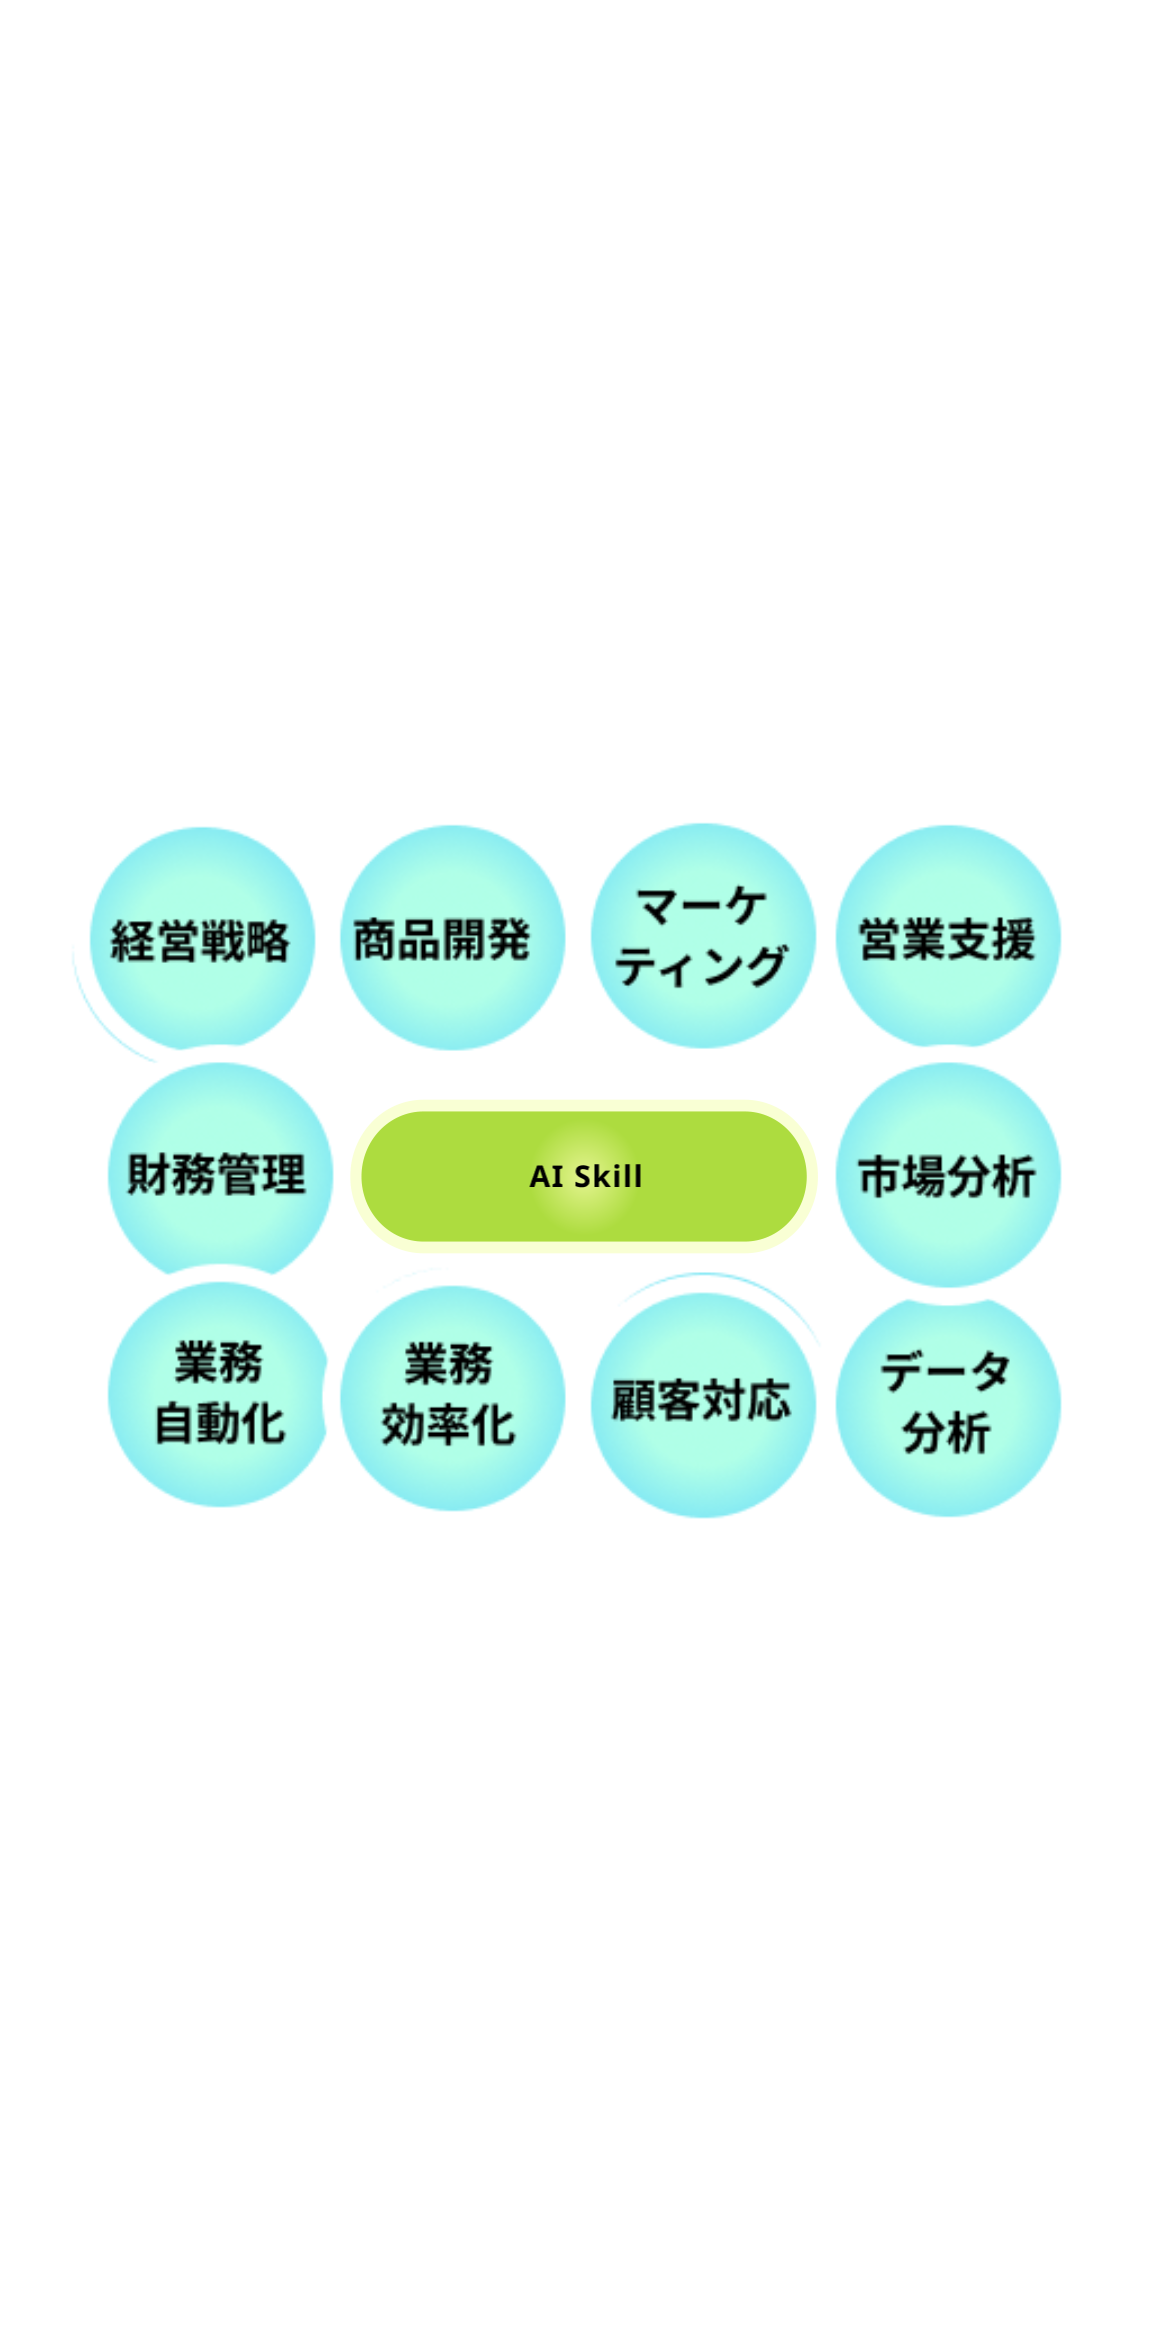 経営戦略
商品開発
マーケ
ティング
営業支援
財務管理
AI Skill
市場分析
業務
自動化
業務
効率化
顧客対応
データ
分析